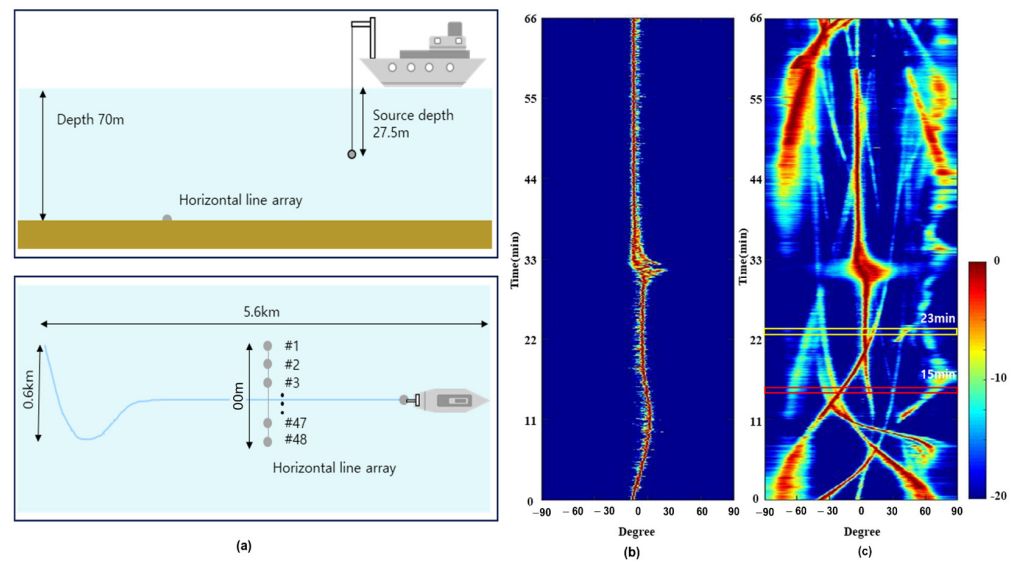 Depth 70m
Source depth
27.5m
Horizontal line array
5.6km
0.6km
00m
#1
#2
#3
#47
#48
Horizontal line array
(a)
66
55
44
33
22
11
0
Time(min)
−90
−60
−30
0
30
60
90
Degree
(b)
66
55
44
33
22
11
0
Time(min)
23min
15min
−90
−60
−30
0
30
60
90
Degree
(c)
0
-5
-10
-15
-20